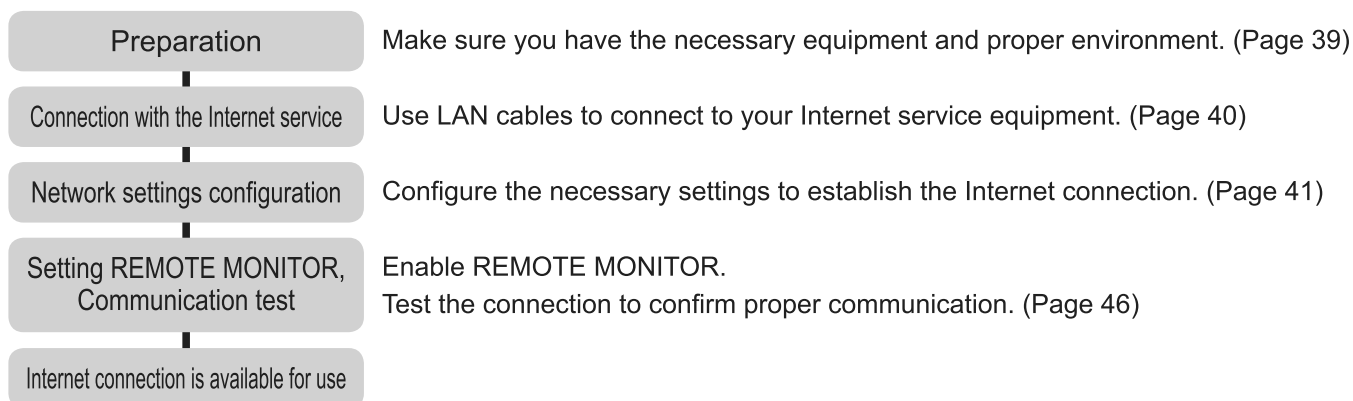 Preparation
Make sure you have the necessary equipment and proper environment. (Page 39)
Connection with the Internet service
Use LAN cables to connect to your Internet service equipment. (Page 40)
Network settings configuration
Configure the necessary settings to establish the Internet connection. (Page 41)
Setting REMOTE MONITOR,
Communication test
Enable REMOTE MONITOR.
Test the connection to confirm proper communication. (Page 46)
Internet connection is available for use